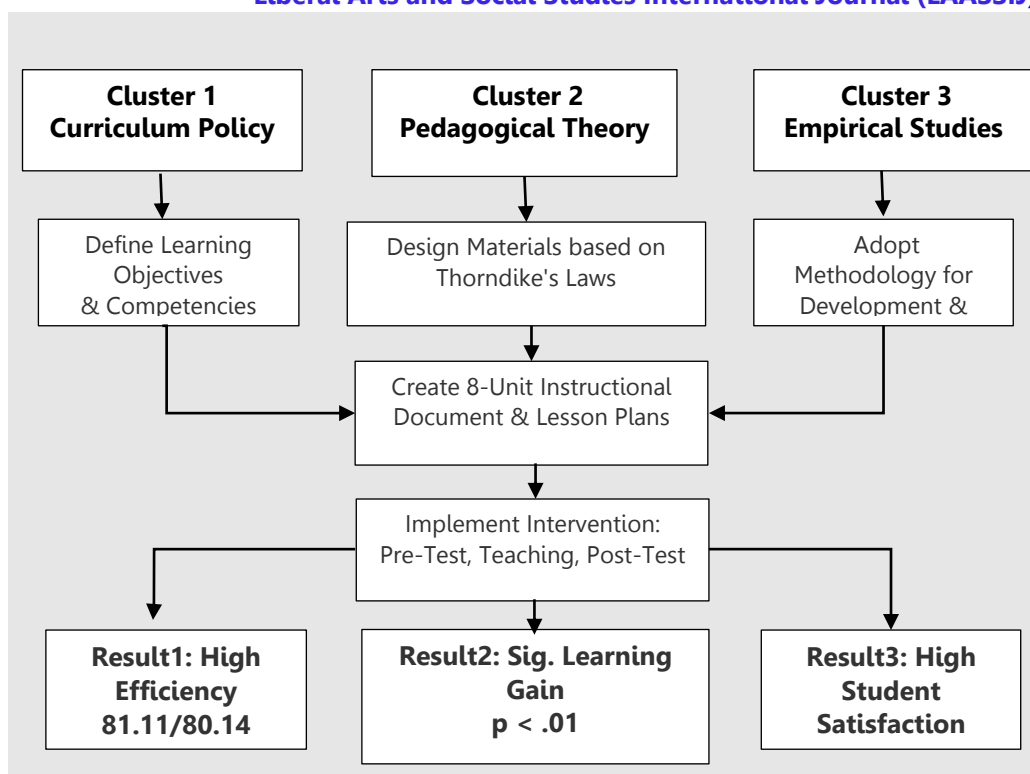 Cluster 1
Curriculum Policy
Cluster 2
Pedagogical Theory
Cluster 3
Empirical Studies
Define Learning
Objectives
& Competencies
Design Materials based on
Thorndike's Laws
Adopt
Methodology for
Development &
Create 8-Unit Instructional
Document & Lesson Plans
Implement Intervention:
Pre-Test, Teaching, Post-Test
Result1: High
Efficiency
81.11/80.14
Result2: Sig. Learning
Gain
p < .01
Result3: High
Student
Satisfaction